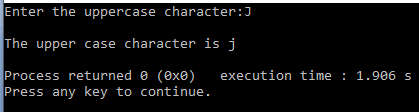 Enter the uppercase character:J
The upper case character is j
Process returned 0 (0x0)   execution time : 1.906 s
Press any key to continue.